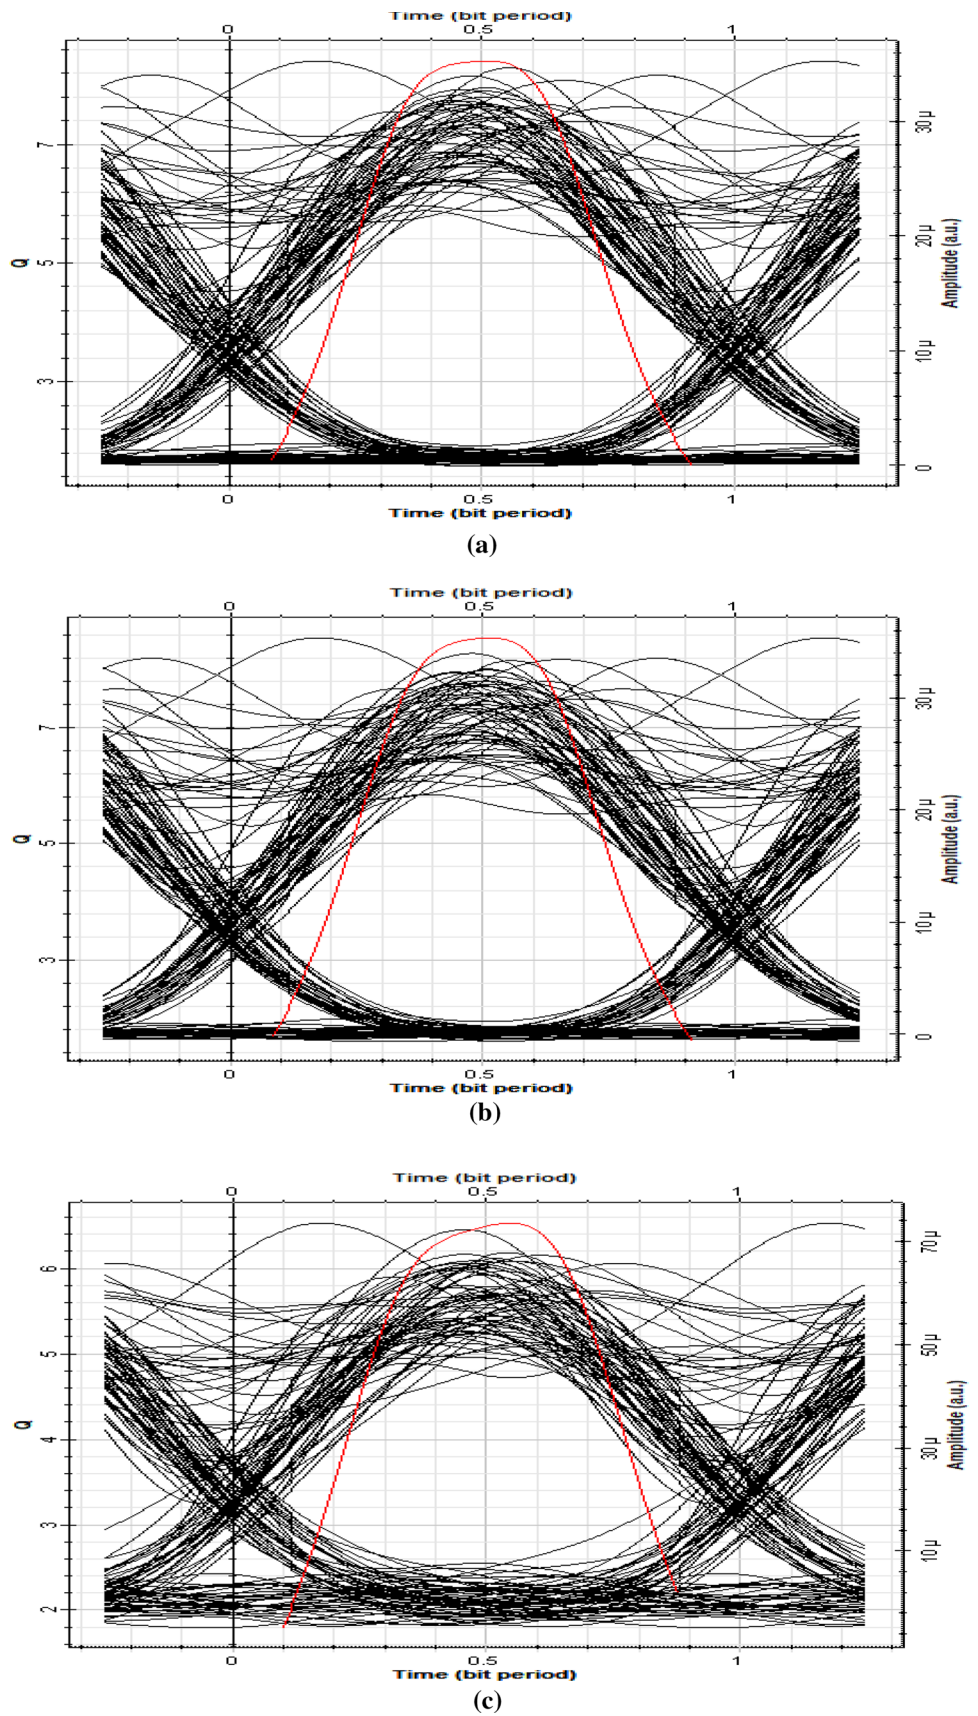 Time (bit period)
0 0.5 1
Q
7
5
3
30µ
20µ
10µ
0
Amplitude (a.u.)
0 0.5 1
Time (bit period)
(a)
Time (bit period)
0 0.5 1
Q
7
5
3
30µ
20µ
10µ
0
Amplitude (a.u.)
0 0.5 1
Time (bit period)
(b)
Time (bit period)
0 0.5 1
Q
6
5
4
3
2
70µ
50µ
30µ
10µ
Amplitude (a.u.)
0 0.5 1
Time (bit period)
(c)